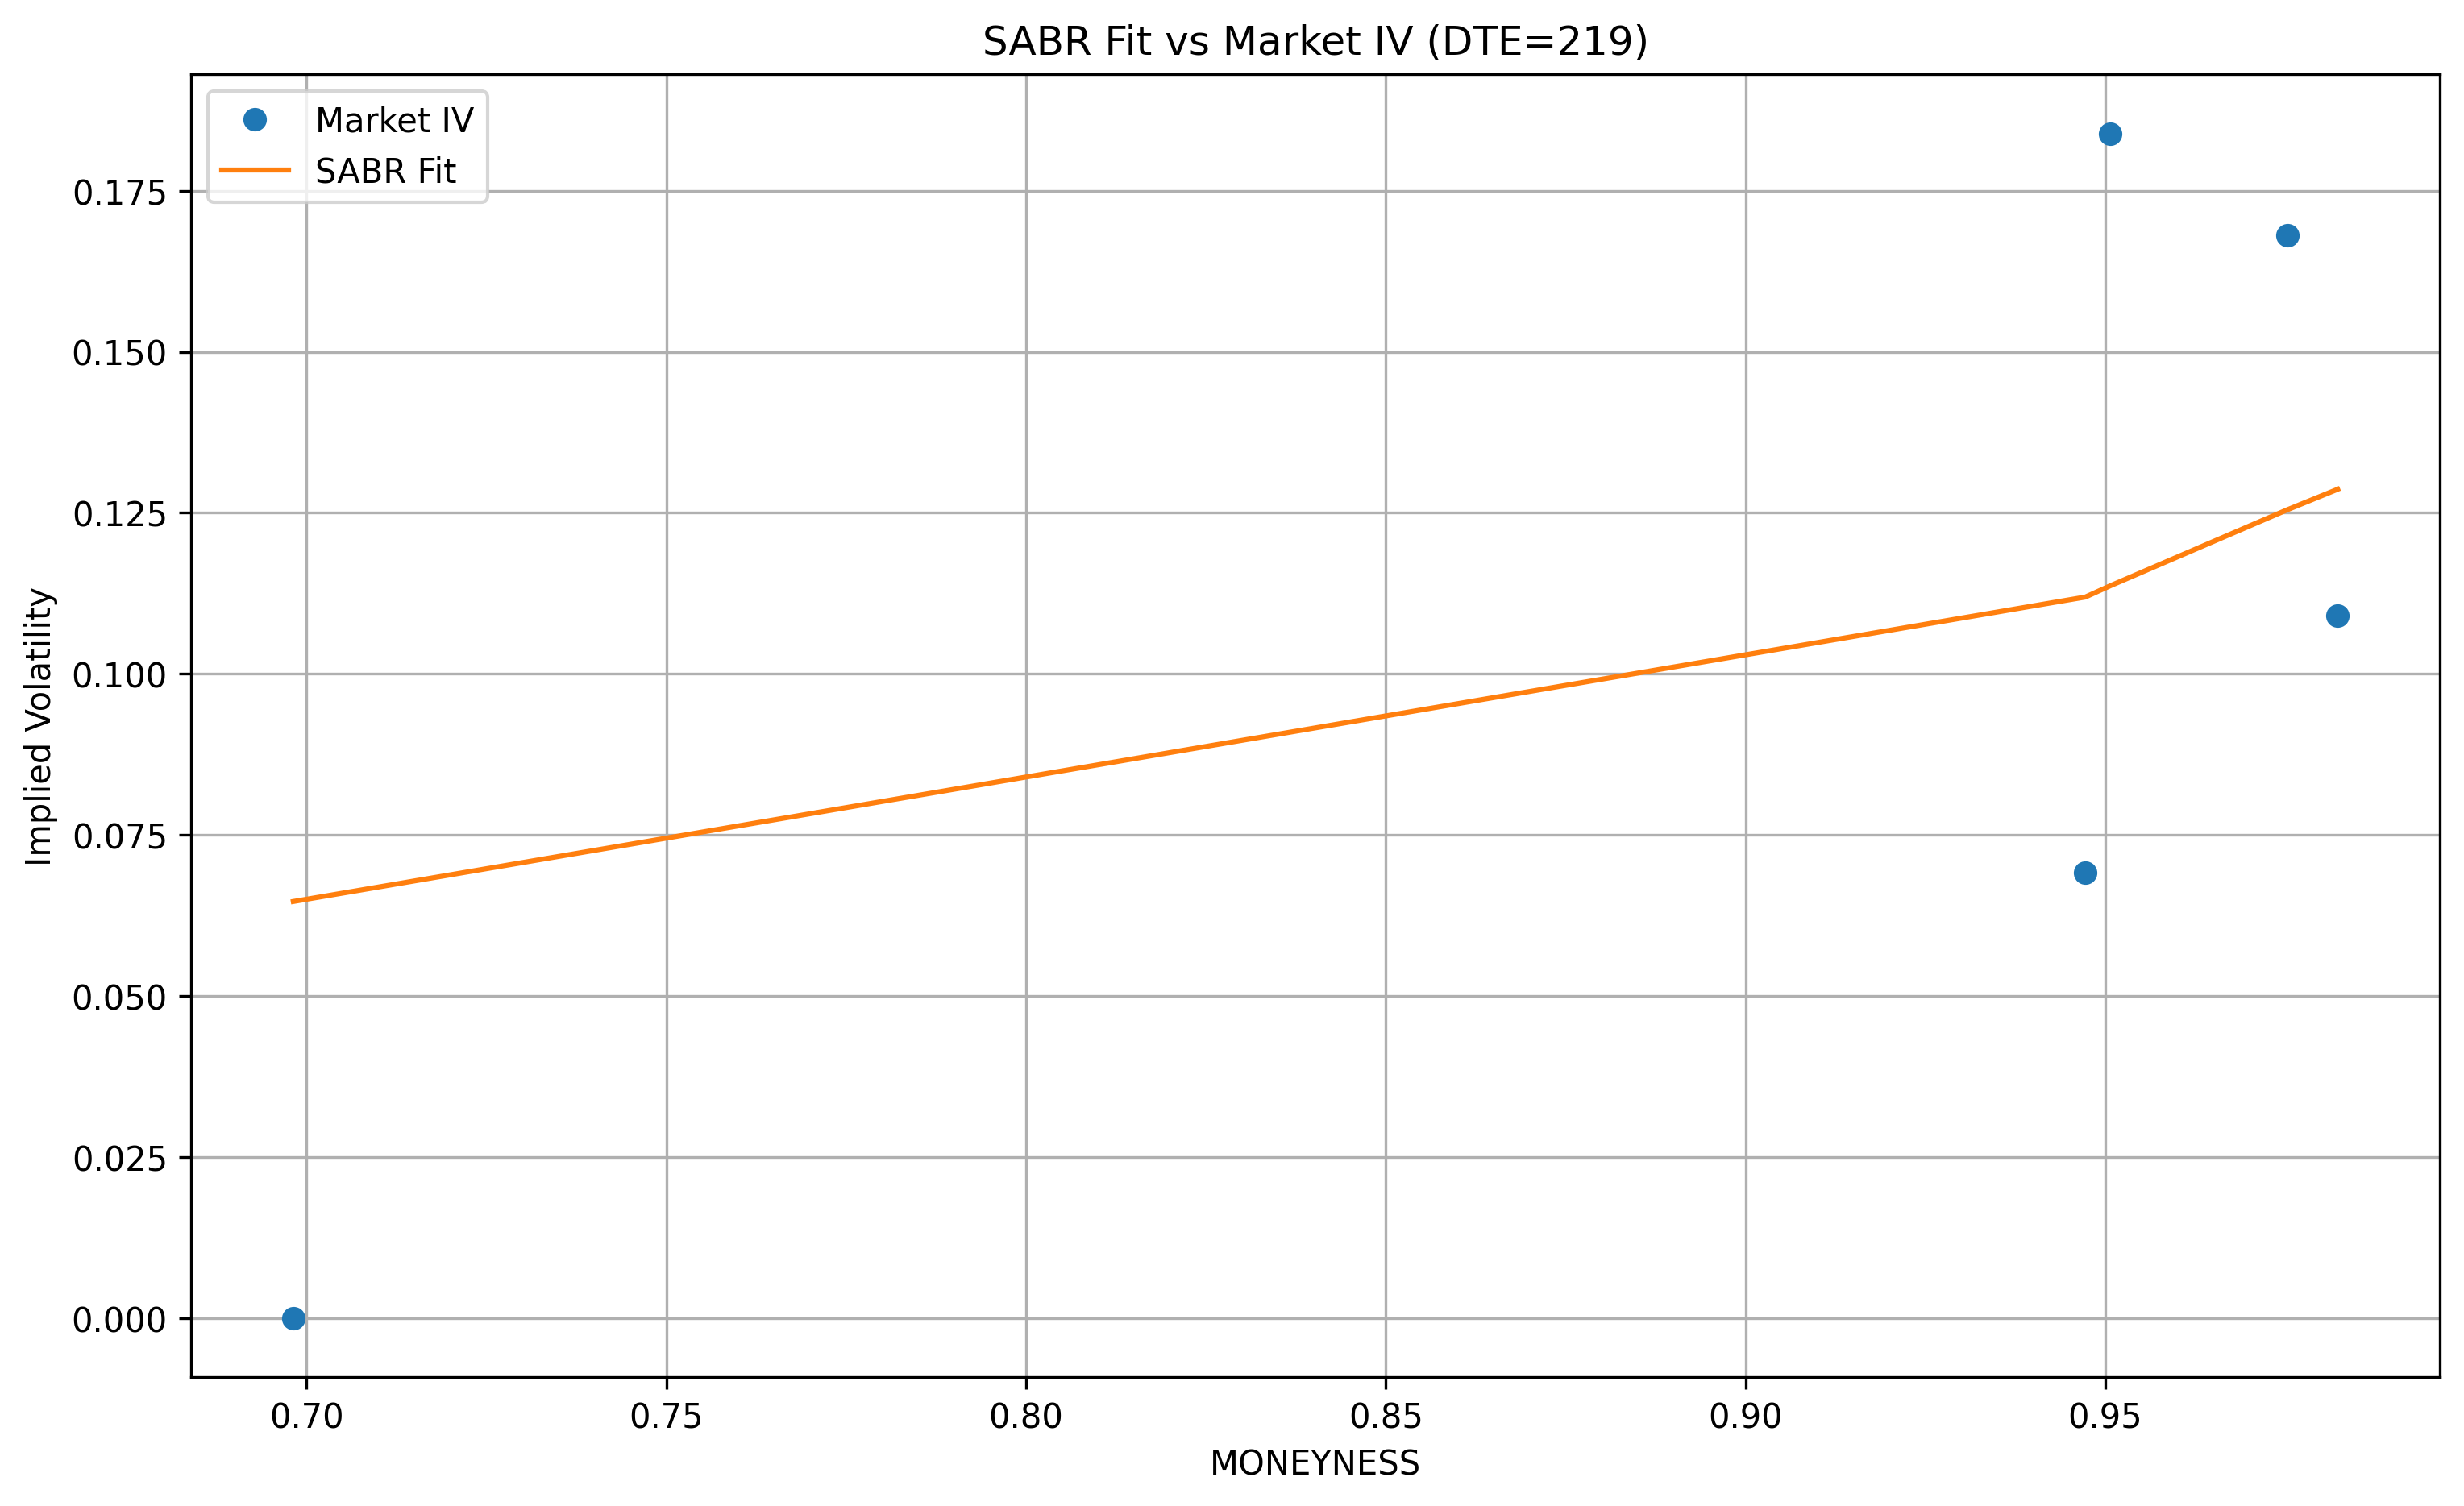 SABR Fit vs Market IV (DTE=219)
Market IV
SABR Fit
Implied Volatility
0.175
0.150
0.125
0.100
0.075
0.050
0.025
0.000
0.70 0.75 0.80 0.85 0.90 0.95
MONEYNESS